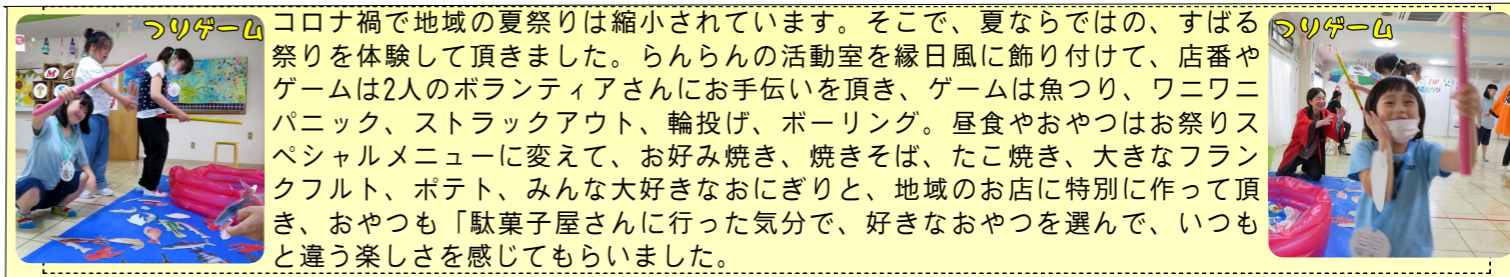 つりゲーム
コロナ禍で地域の夏祭りは縮小されています。そこで、夏ならではの、すばる
祭りを体験して頂きました。らんらんの活動室を縁日風に飾り付けて、店番や
ゲームは2人のボランティアさんにお手伝いを頂き、ゲームは魚つり、ワニワニ
パニック、ストラックアウト、輪投げ、ボーリング。昼食やおやつはお祭りス
ペシャルメニューに変えて、お好み焼き、焼きそば、たこ焼き、大きなフラン
クフルト、ポテト、みんな大好きなおにぎりと、地域のお店に特別に作って頂
き、おやつも「駄菓子屋さんに行った気分で、好きなおやつを選んで、いつも
と違う楽しさを感じてもらいました。
つりゲーム